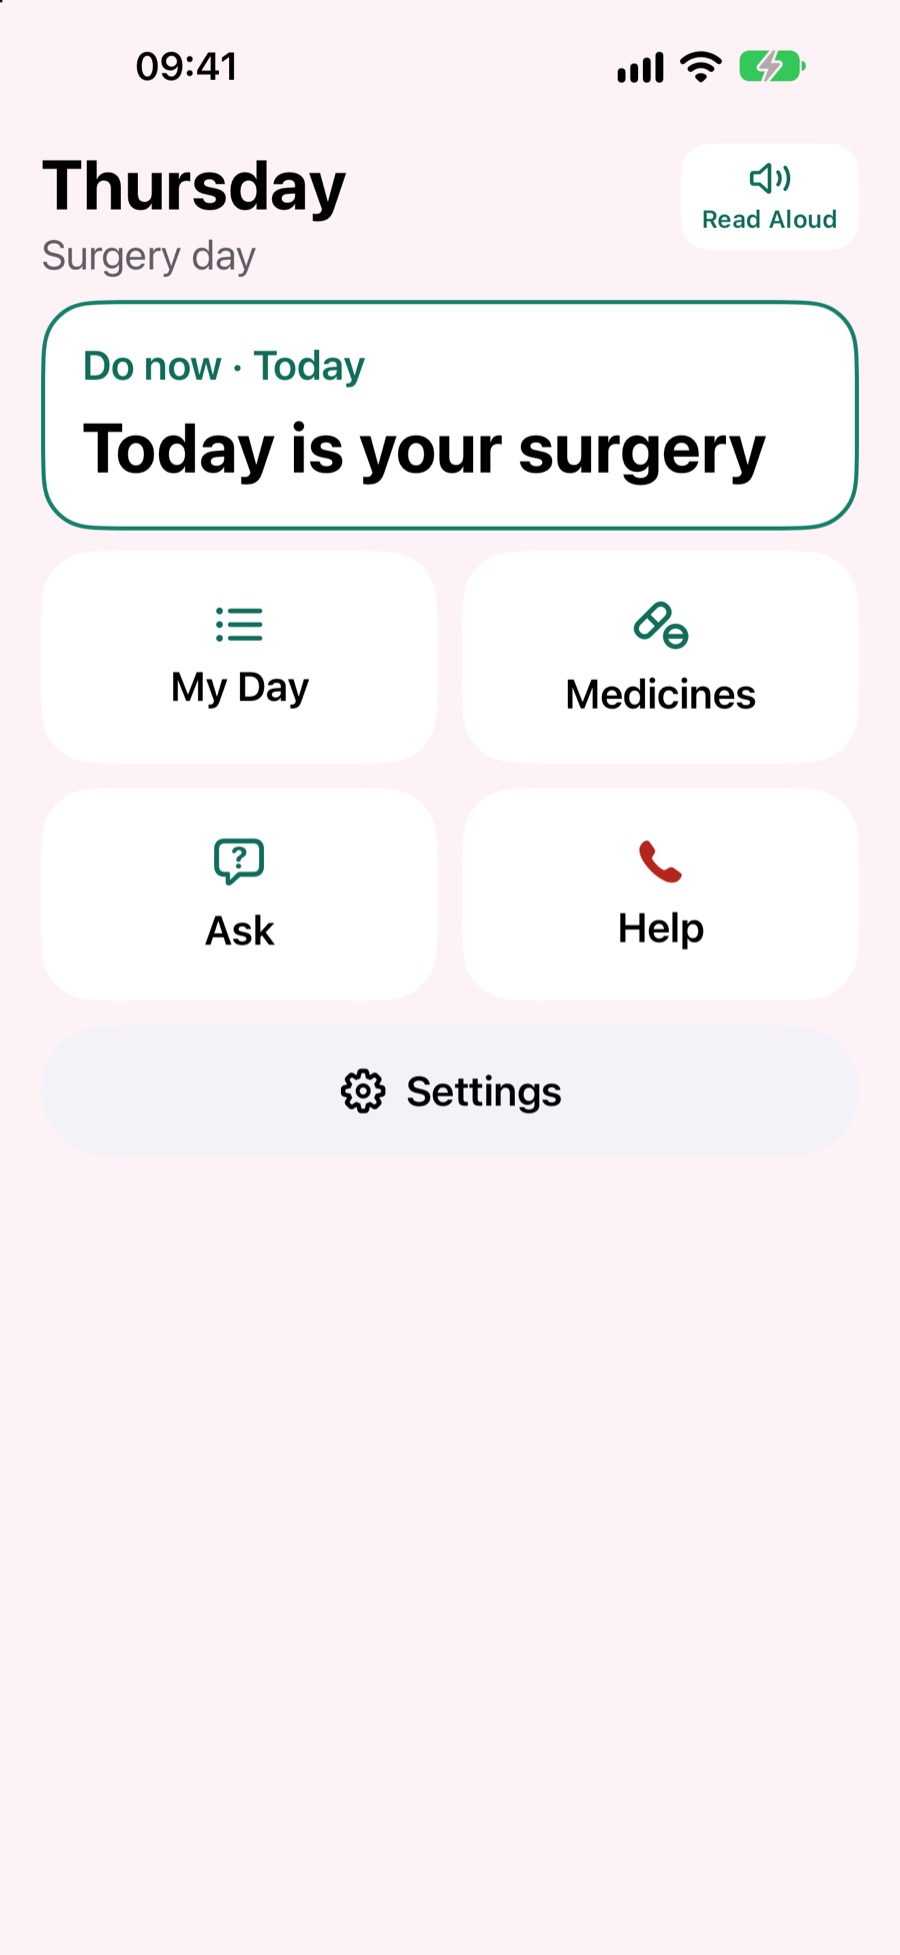 09:41
Thursday
Read Aloud
Surgery day
Do now · Today
Today is your surgery
My Day
Medicines
Ask
Help
Settings